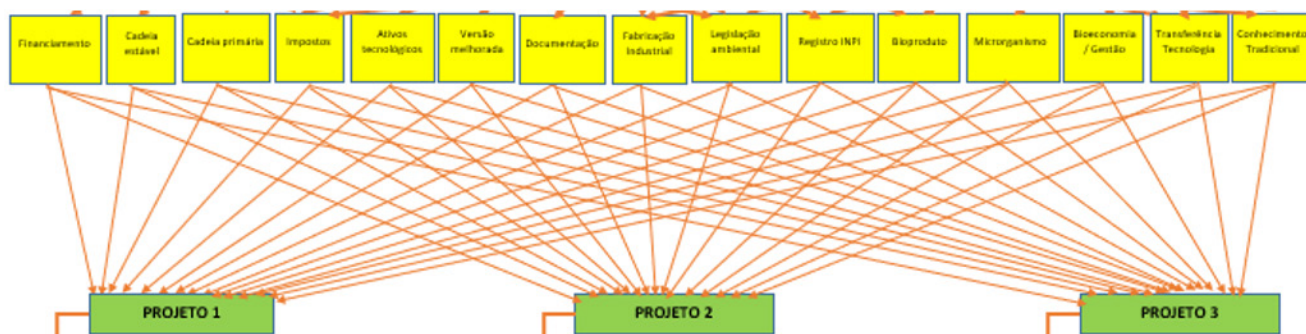 Financiamento
Cadeia
estável
Cadeia primária
Impostos
Ativos
tecnológicos
Versão
melhorada
Documentação
Fabricação
Industrial
Legislação
ambiental
Registro INPI
Bioproduto
Microrganismo
Bioeconomia
/ Gestão
Transferência
Tecnologia
Conhecimento
Tradicional
PROJETO 1
PROJETO 2
PROJETO 3